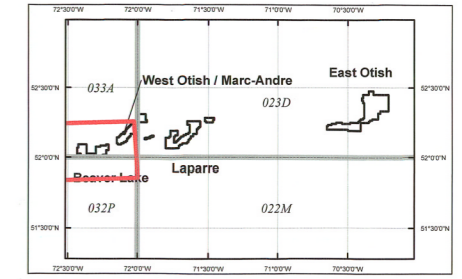 72°30'0"W 72°0'0"W 71°30'0"W 71°0'0"W 70°30'0"W
East Otish
West Otish / Marc-Andre
52°30'0"N 033A 52°30'0"N
023D
52°0'0"N 52°0'0"N
Laparre
Beaver Lake
032P 022M
51°30'0"N 51°30'0"N
72°30'0"W 72°0'0"W 71°30'0"W 71°0'0"W 70°30'0"W